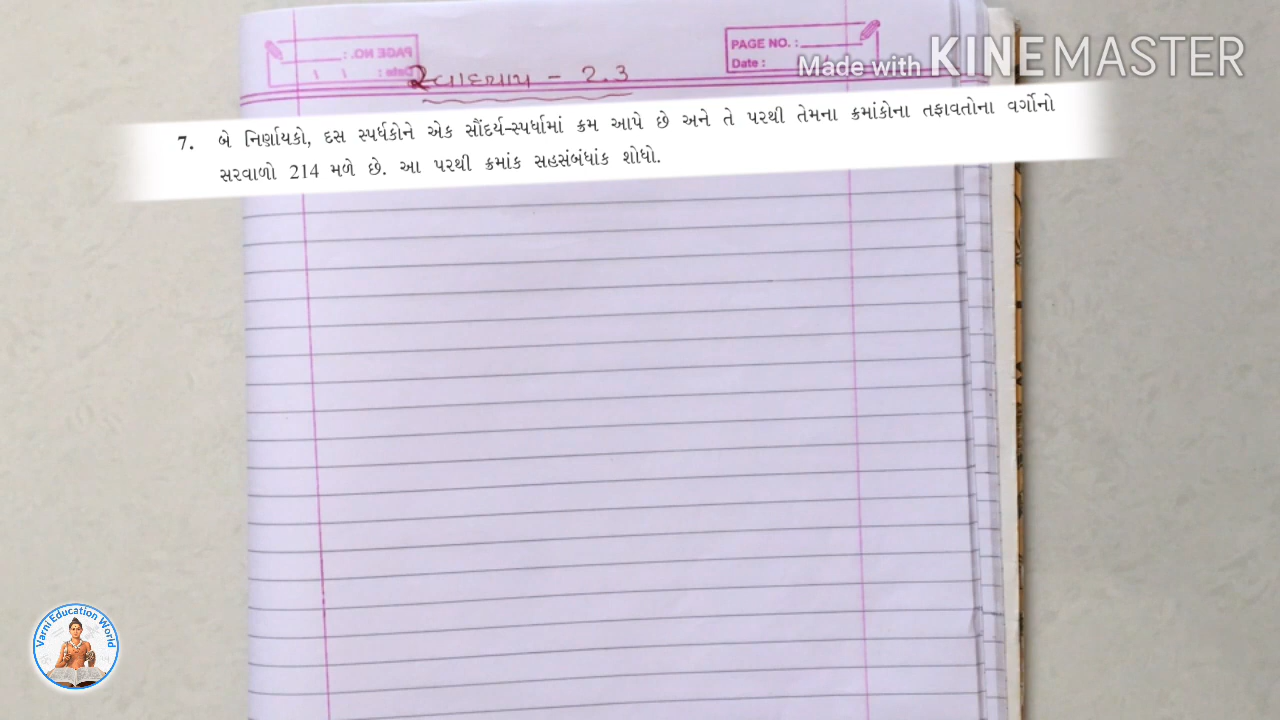 PAGE NO. :
Date :
PAGE NO. :
Date :
Made with KINEMASTER
સ્વાધ્યાય - 2.3
7. બે નિર્ણાયકો, દસ સ્પર્ધકોને એક સૌંદર્ય-સ્પર્ધામાં ક્રમ આપે છે અને તે પરથી તેમના ક્રમાંકોના તફાવતોના વર્ગોનો
સરવાળો 214 મળે છે. આ પરથી ક્રમાંક સહસંબંધાંક શોધો.
Varni Education World